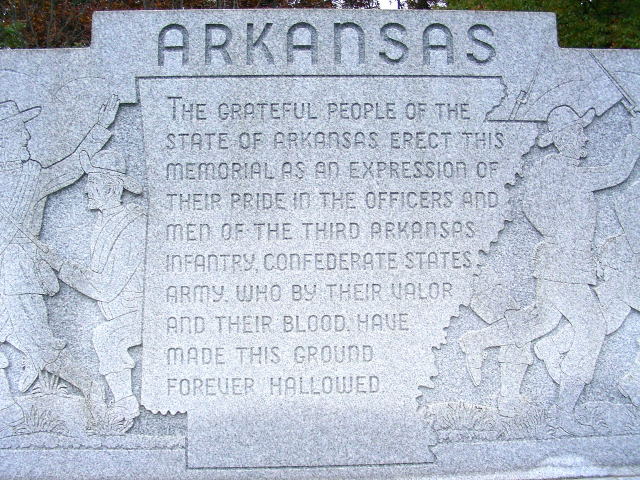 ARKANSAS
THE GRATEFUL PEOPLE OF THE
STATE OF ARKANSAS ERECT THIS
MEMORIAL AS AN EXPRESSION OF
THEIR PRIDE IN THE OFFICERS AND
MEN OF THE THIRD ARKANSAS
INFANTRY, CONFEDERATE STATES
ARMY, WHO BY THEIR VALOR
AND THEIR BLOOD, HAVE
MADE THIS GROUND
FOREVER HALLOWED.